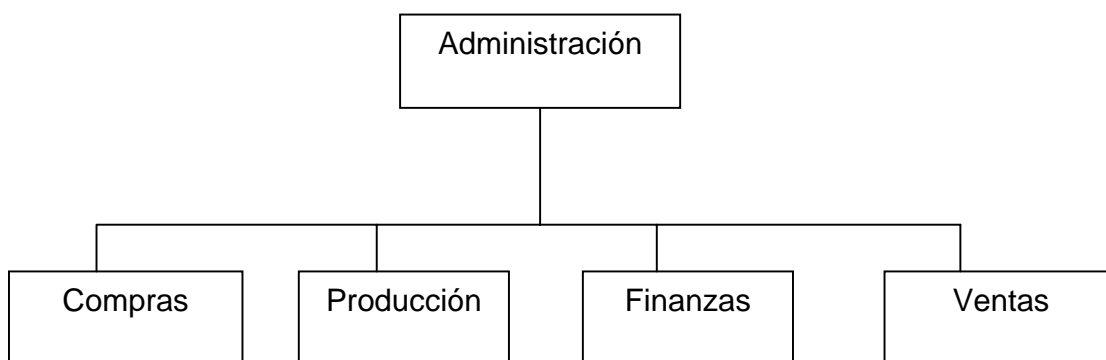 Administración
Compras
Producción
Finanzas
Ventas